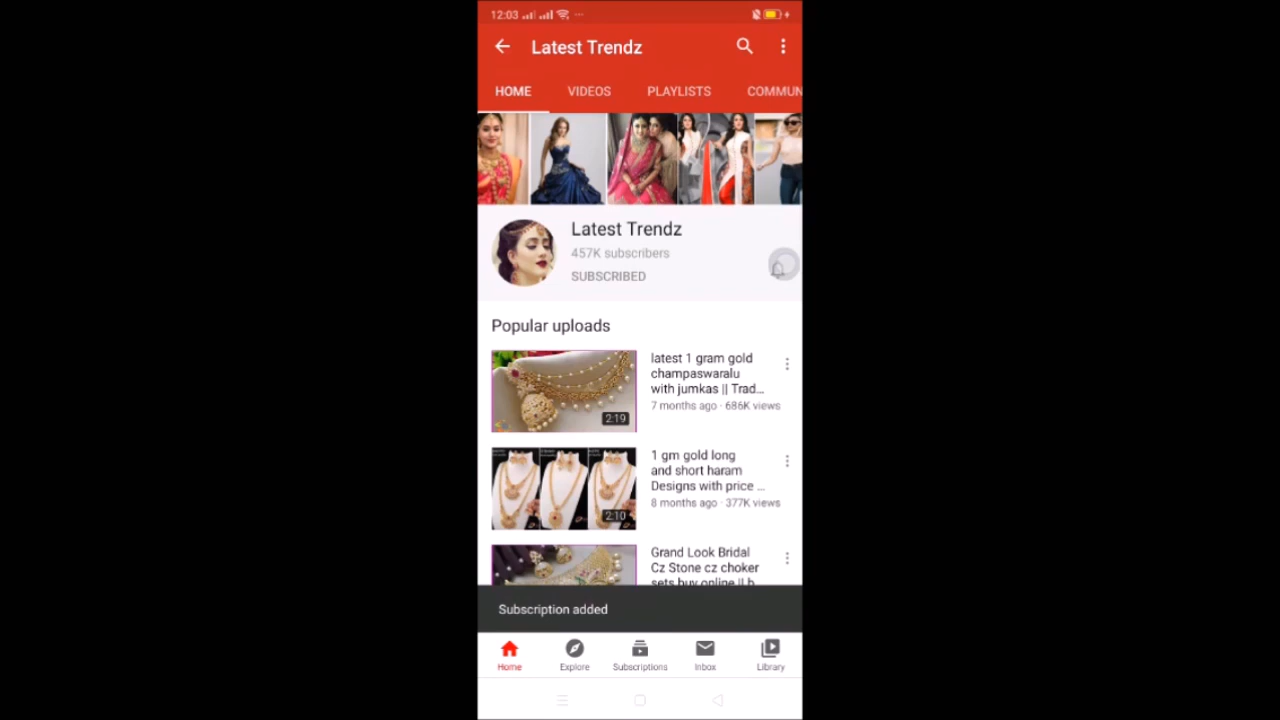 12:03
Latest Trendz
HOME VIDEOS PLAYLISTS COMMUN
Latest Trendz
457K subscribers
SUBSCRIBED
Popular uploads
latest 1 gram gold
champaswaralu
with jumkas || Trad...
7 months ago · 686K views
2:19
1 gm gold long
and short haram
Designs with price ...
8 months ago · 377K views
2:10
Grand Look Bridal
Cz Stone cz choker
sets buy online || b
Subscription added
Home Explore Subscriptions Inbox Library